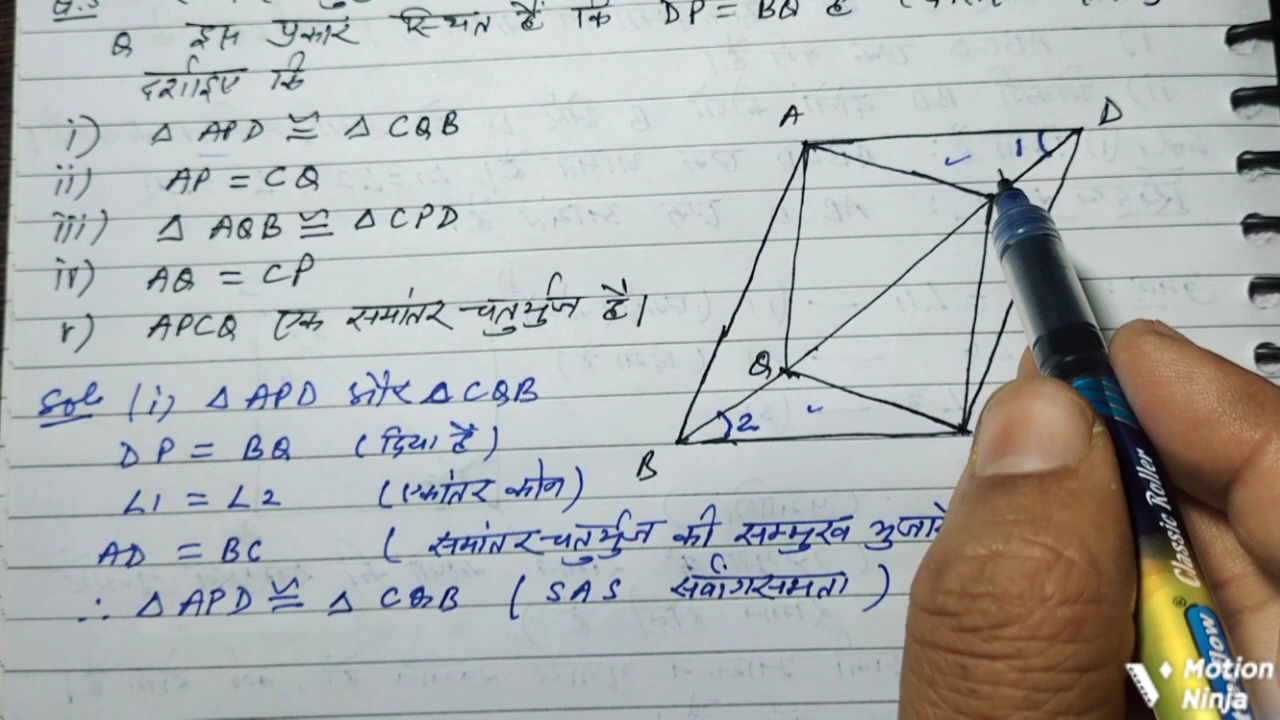 DP = BQ है
Q इस प्रकार स्थित हैं कि
दर्शाइए कि
i) Δ APD ≅ Δ CQB
ii) AP = CQ
iii) Δ AQB ≅ Δ CPD
iv) AQ = CP
v) APCQ एक समांतर चतुर्भुज है।
Sol (i) Δ APD और Δ CQB
DP = BQ (दिया है)
∠1 = ∠2 (एकांतर कोण)
AD = BC ( समांतर चतुर्भुज की सम्मुख भुजाये
∴ Δ APD ≅ Δ CQB ( SAS सर्वांगसमता )
A
D
1
Q
2
B
Classic Roller
Motion
Ninja